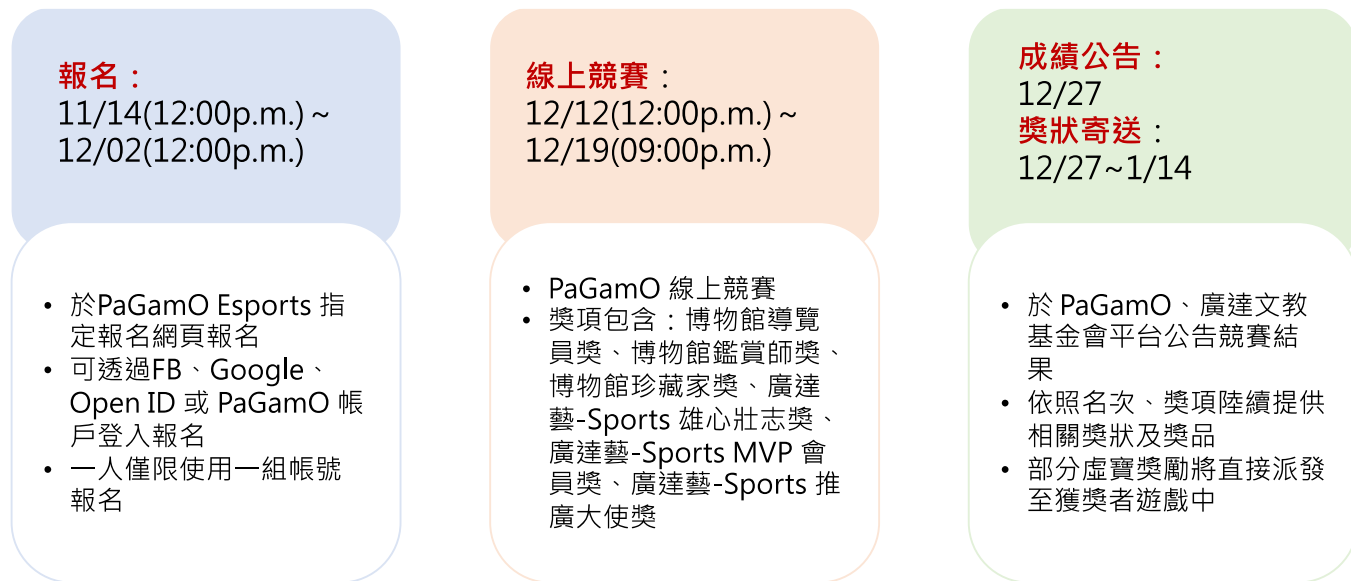 報名：
11/14(12:00p.m.) ~
12/02(12:00p.m.)
• 於PaGamO Esports 指
定報名網頁報名
• 可透過FB、Google、
Open ID 或 PaGamO 帳
戶登入報名
• 一人僅限使用一組帳號
報名
線上競賽：
12/12(12:00p.m.) ~
12/19(09:00p.m.)
• PaGamO 線上競賽
• 獎項包含：博物館導覽
員獎、博物館鑑賞師獎、
博物館珍藏家獎、廣達
藝-Sports 雄心壯志獎、
廣達藝-Sports MVP 會
員獎、廣達藝-Sports 推
廣大使獎
成績公告：
12/27
獎狀寄送：
12/27~1/14
• 於 PaGamO、廣達文教
基金會平台公告競賽結
果
• 依照名次、獎項陸續提供
相關獎狀及獎品
• 部分虛寶獎勵將直接派發
至獲獎者遊戲中